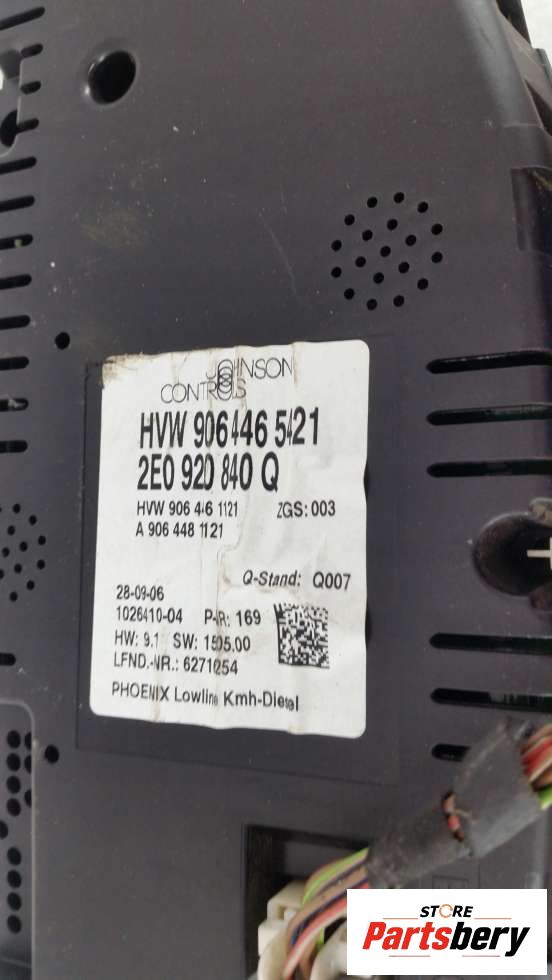 JOHNSON
CONTROLS
HVW 906 446 5421
2E0 920 840 Q
HVW 906 446 1121 ZGS: 003
A 906 448 1121
Q-Stand: Q007
28-09-06
1026410-04 P-R: 169
HW: 9.1 SW: 1505.00
LFND.-NR.: 6271054
PHOENIX Lowline Kmh-Diesel
STORE
Partsbery